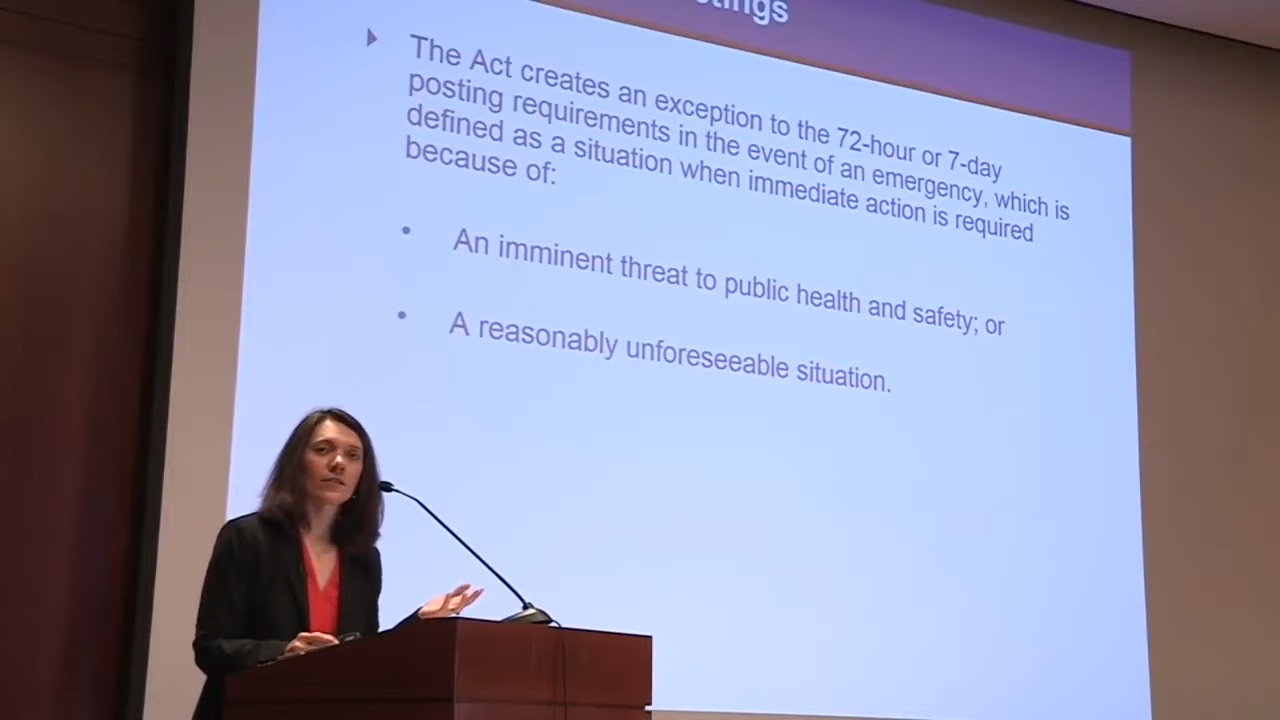 The Act creates an exception to the 72-hour or 7-day
posting requirements in the event of an emergency, which is
defined as a situation when immediate action is required
because of:
• An imminent threat to public health and safety; or
• A reasonably unforeseeable situation.